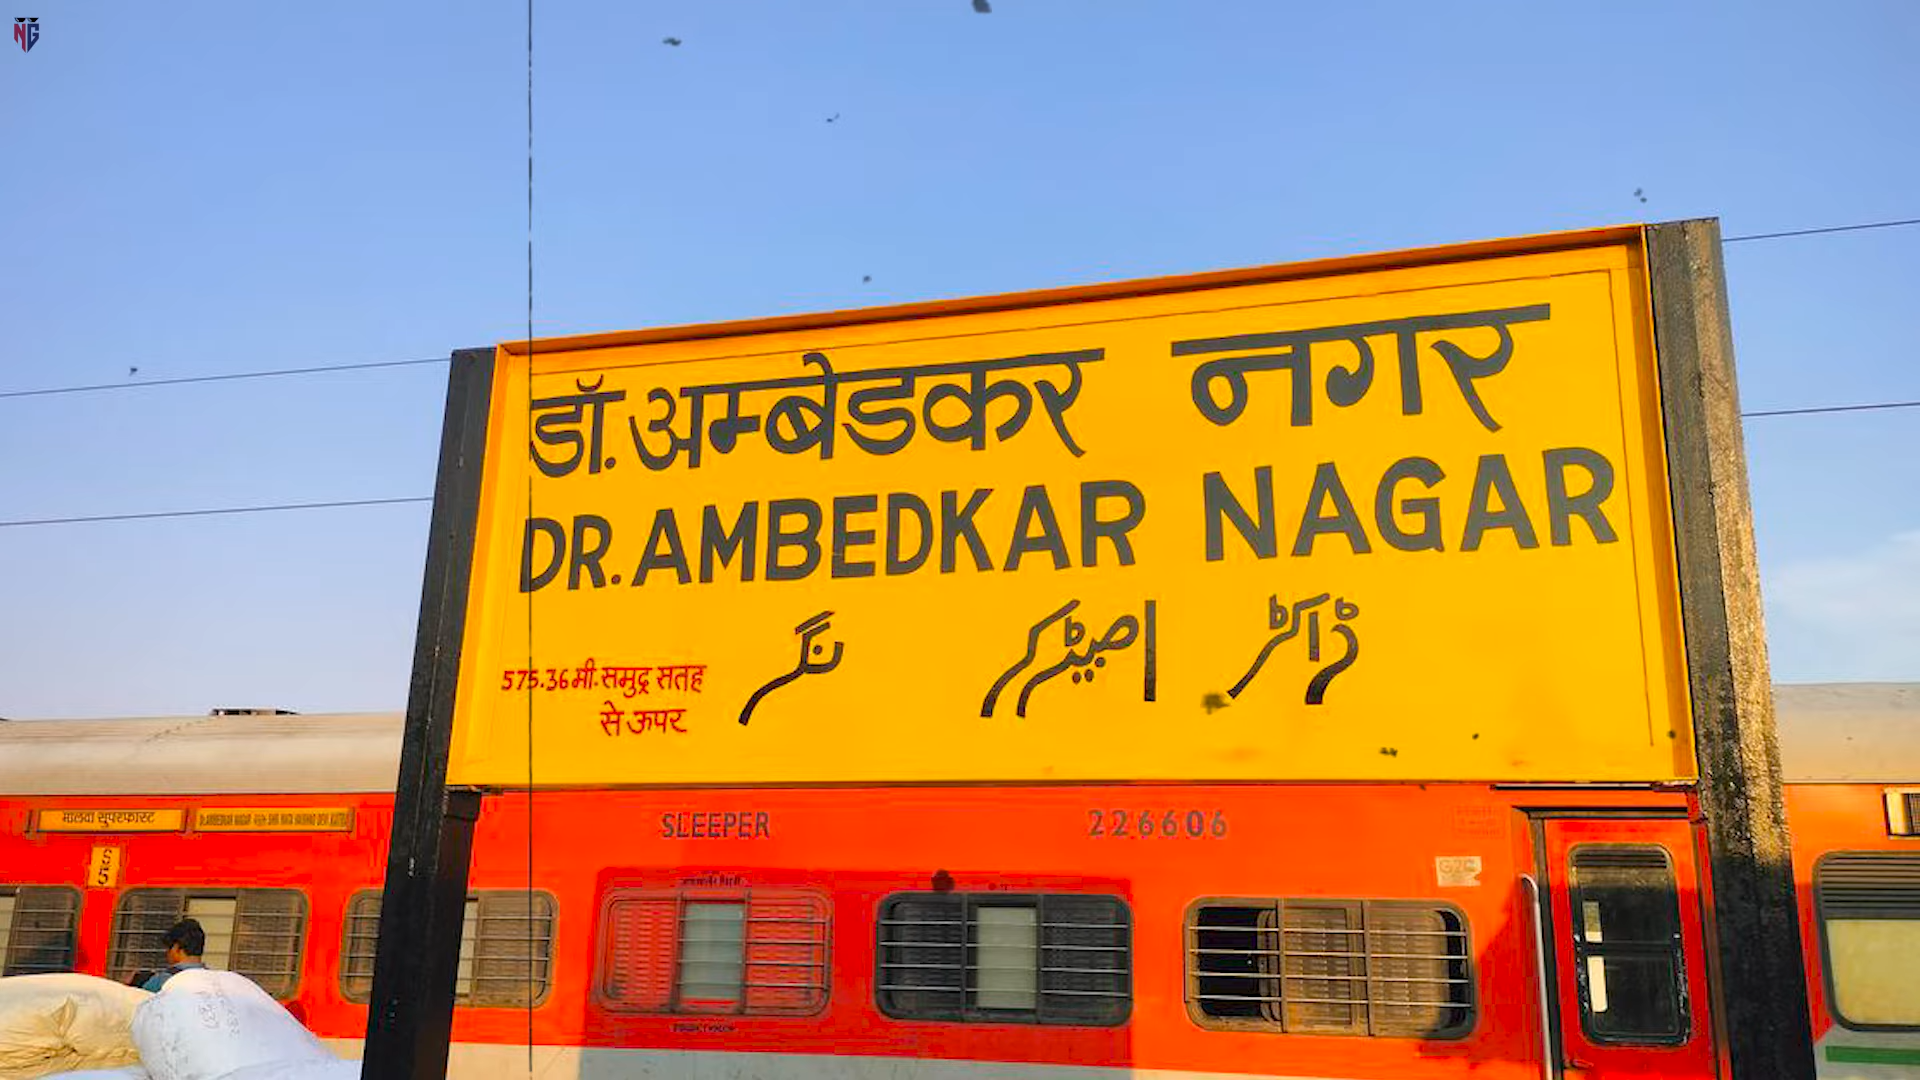 NG
डॉ. अम्बेडकर नगर
DR. AMBEDKAR NAGAR
ڈاکٹر امبیڈکر نگر
575.36 मी. समुद्र सतह
से ऊपर
मालवा सुपरफास्ट
S
5
SLEEPER
226606